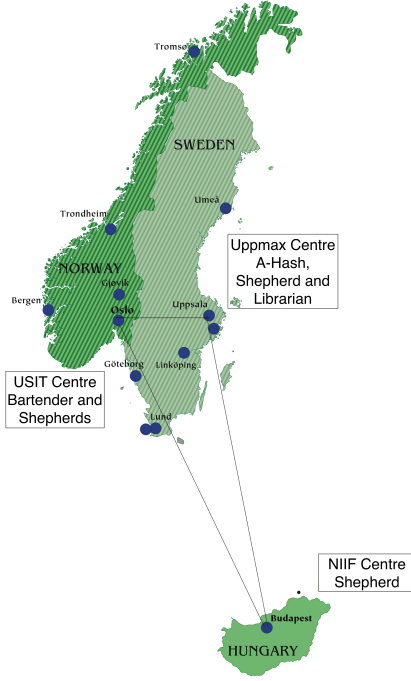 Tromsø
SWEDEN
Umeå
Trondheim
Uppmax Centre
A-Hash,
Shepherd and
Librarian
NORWAY
Gjøvik
Bergen
Oslo
Uppsala
Göteborg
Linköping
USIT Centre
Bartender and
Shepherds
Lund
NIIF Centre
Shepherd
Budapest
HUNGARY